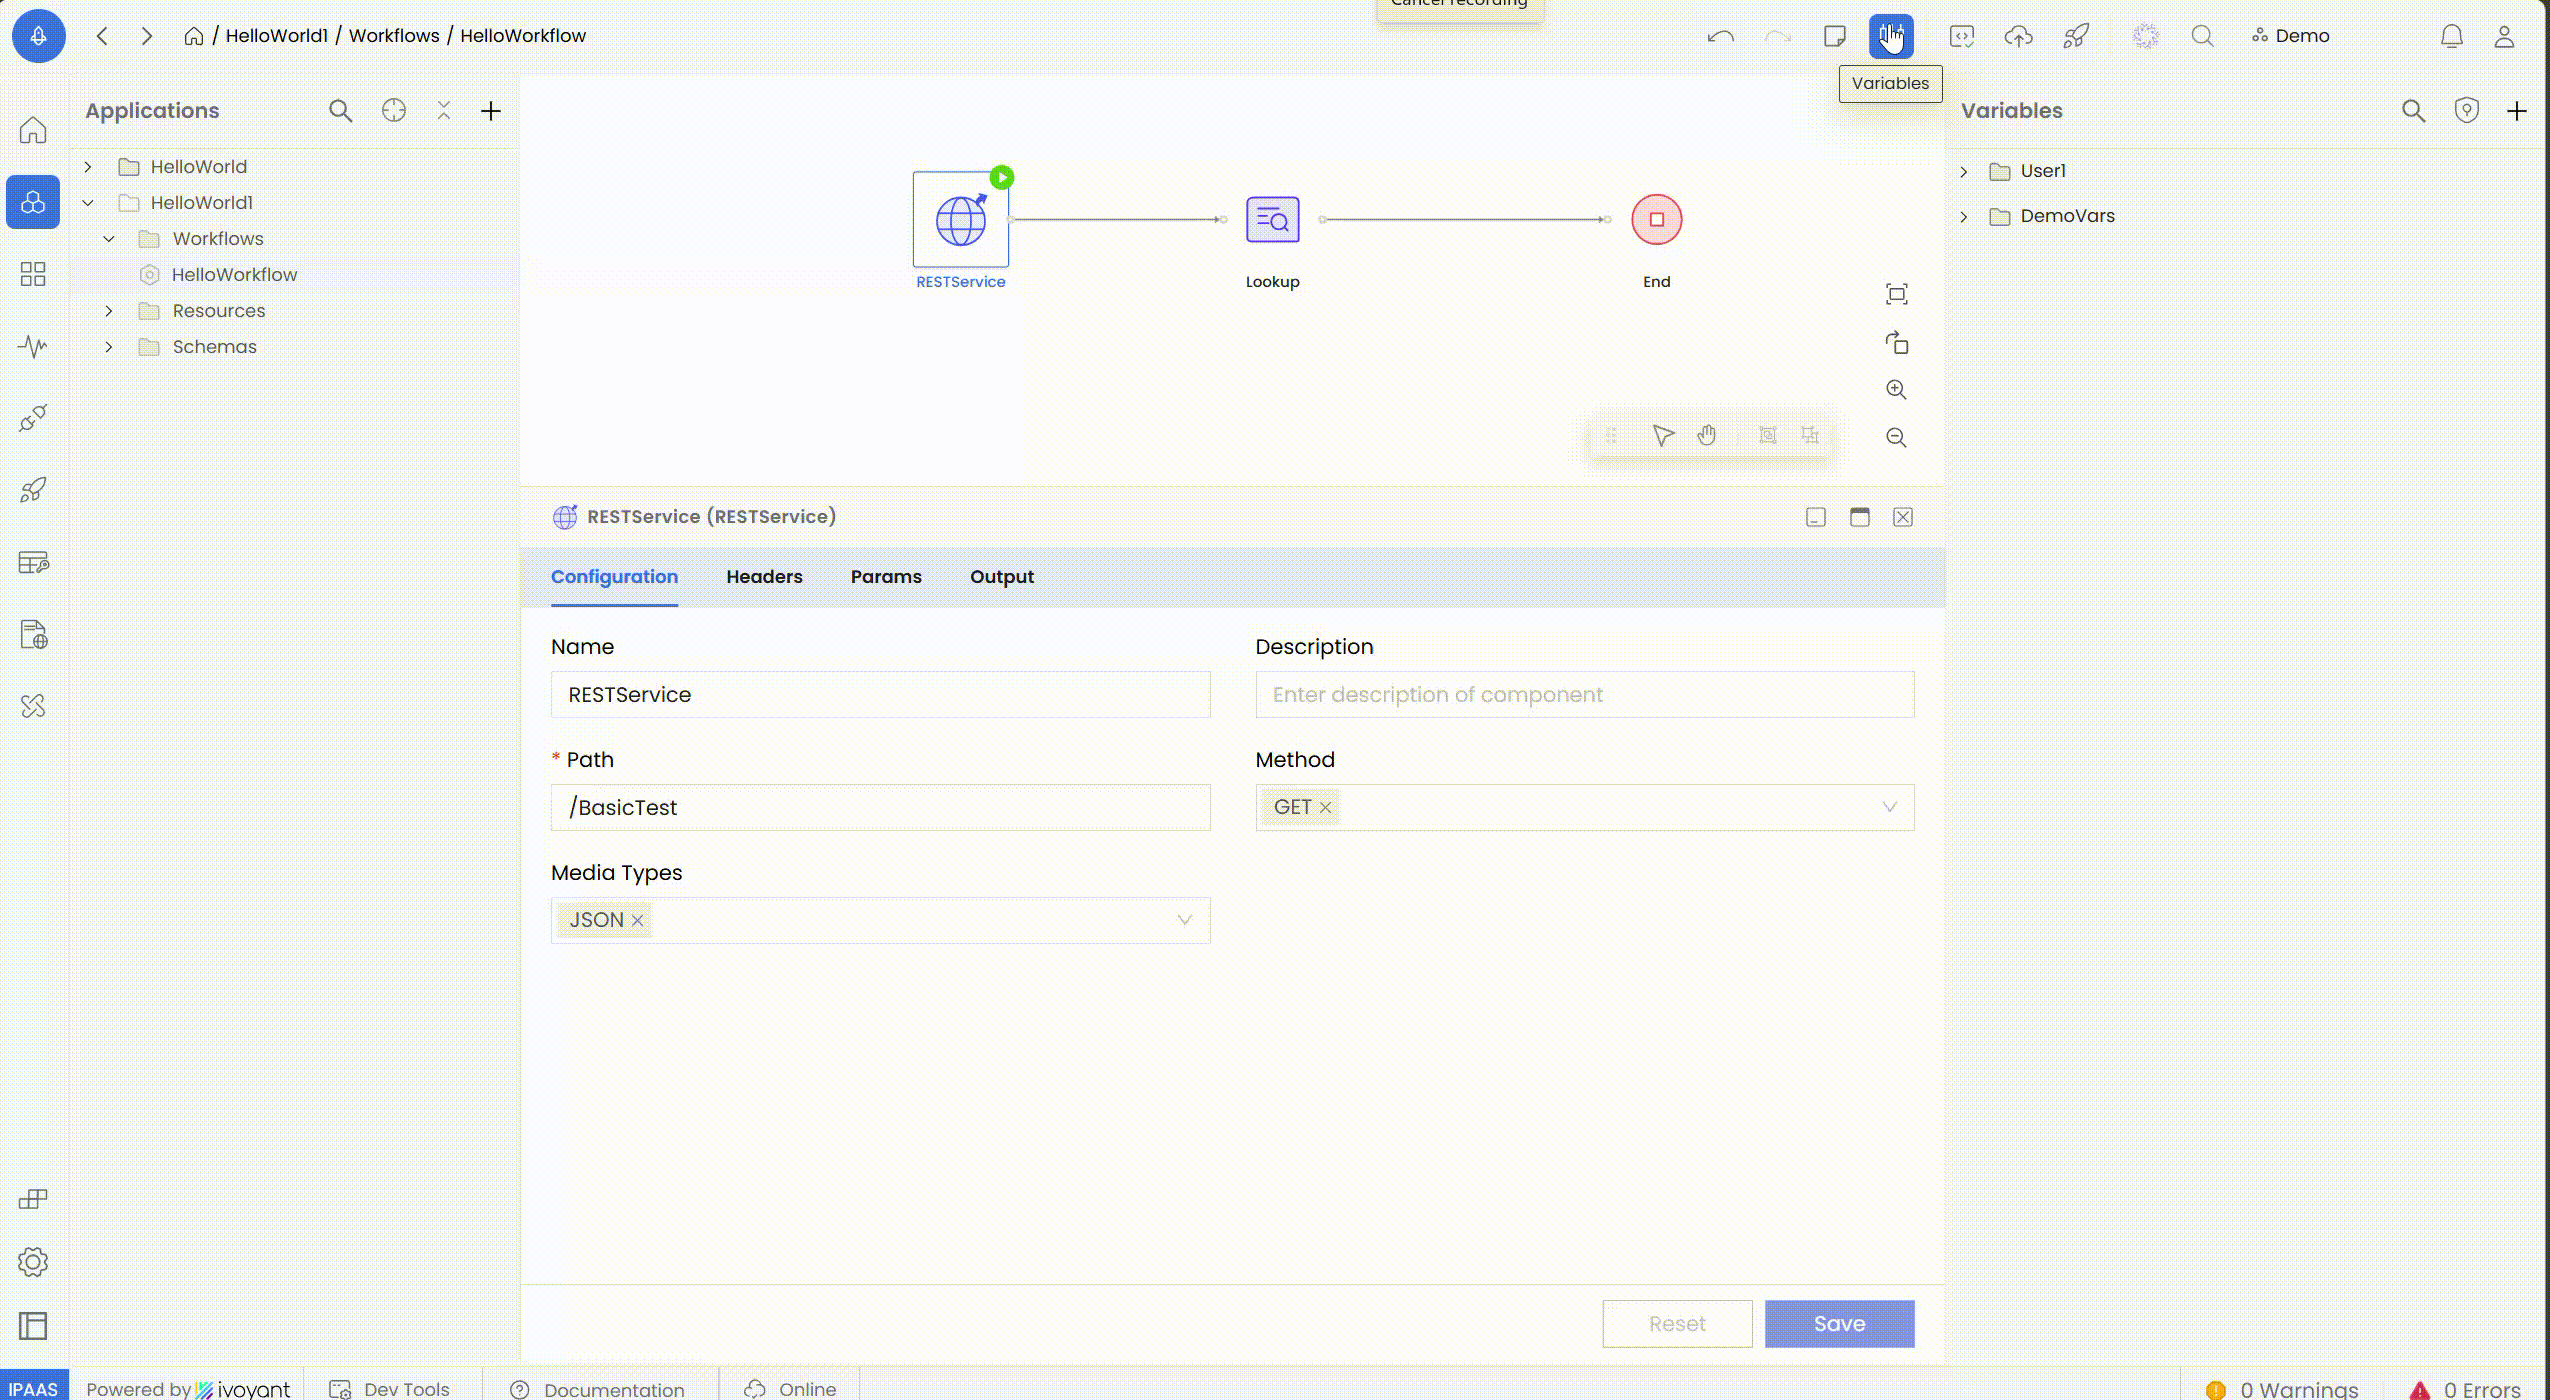 Cancel recording
/ HelloWorld1 / Workflows / HelloWorkflow
Demo
Variables
Applications
HelloWorld
HelloWorld1
Workflows
HelloWorkflow
Resources
Schemas
RESTService
Lookup
End
Variables
User1
DemoVars
RESTService (RESTService)
Configuration Headers Params Output
Name
RESTService
Description
Enter description of component
* Path
/BasicTest
Method
GET
Media Types
JSON
Reset Save
IPAAS Powered by ivoyant Dev Tools Documentation Online 0 Warnings 0 Errors